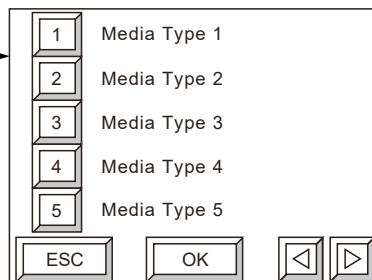 1 Media Type 1
2 Media Type 2
3 Media Type 3
4 Media Type 4
5 Media Type 5
ESC OK